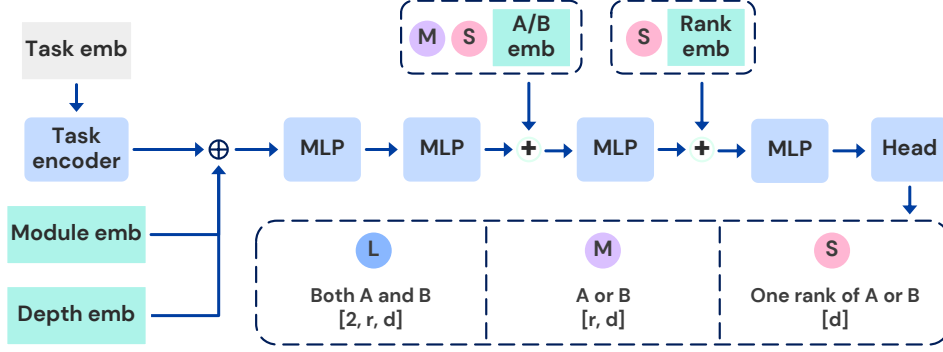 Task emb
Task
encoder
Module emb
Depth emb
M S A/B
emb
S Rank
emb
⊕
MLP
MLP
+
MLP
+
MLP
Head
L
Both A and B
[2, r, d]
M
A or B
[r, d]
S
One rank of A or B
[d]